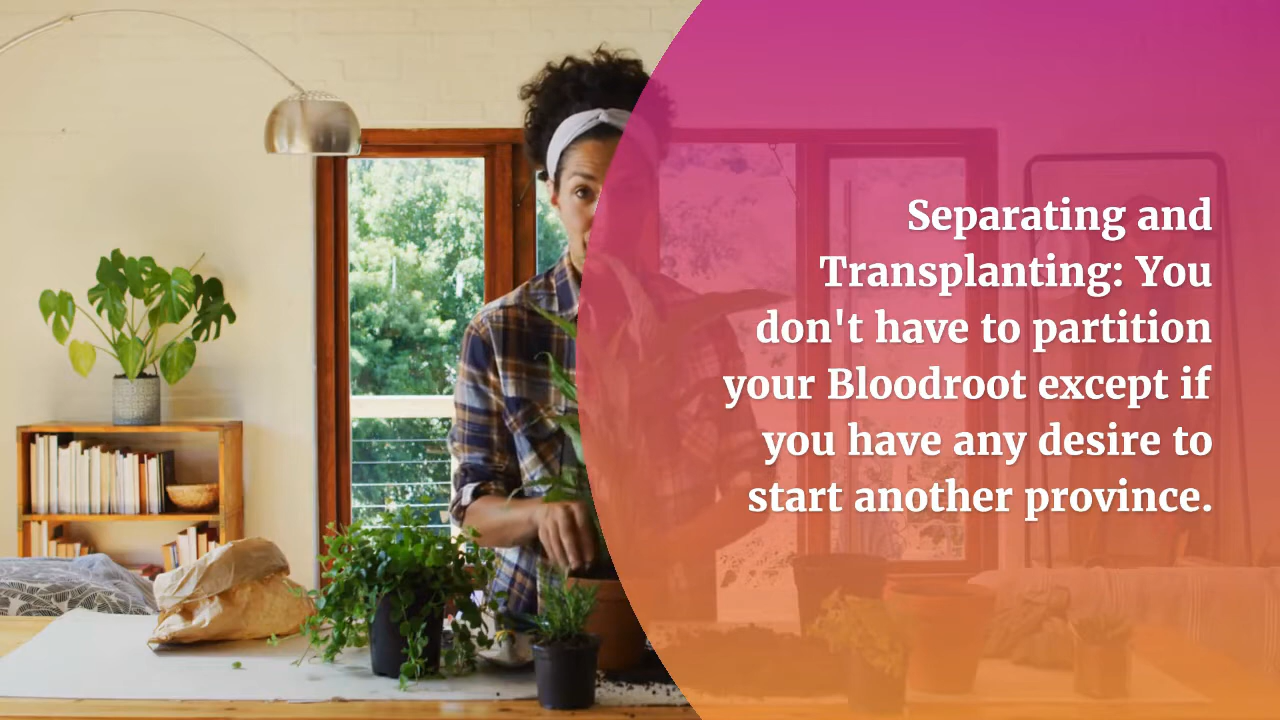 Separating and
Transplanting: You
don't have to partition
your Bloodroot except if
you have any desire to
start another province.